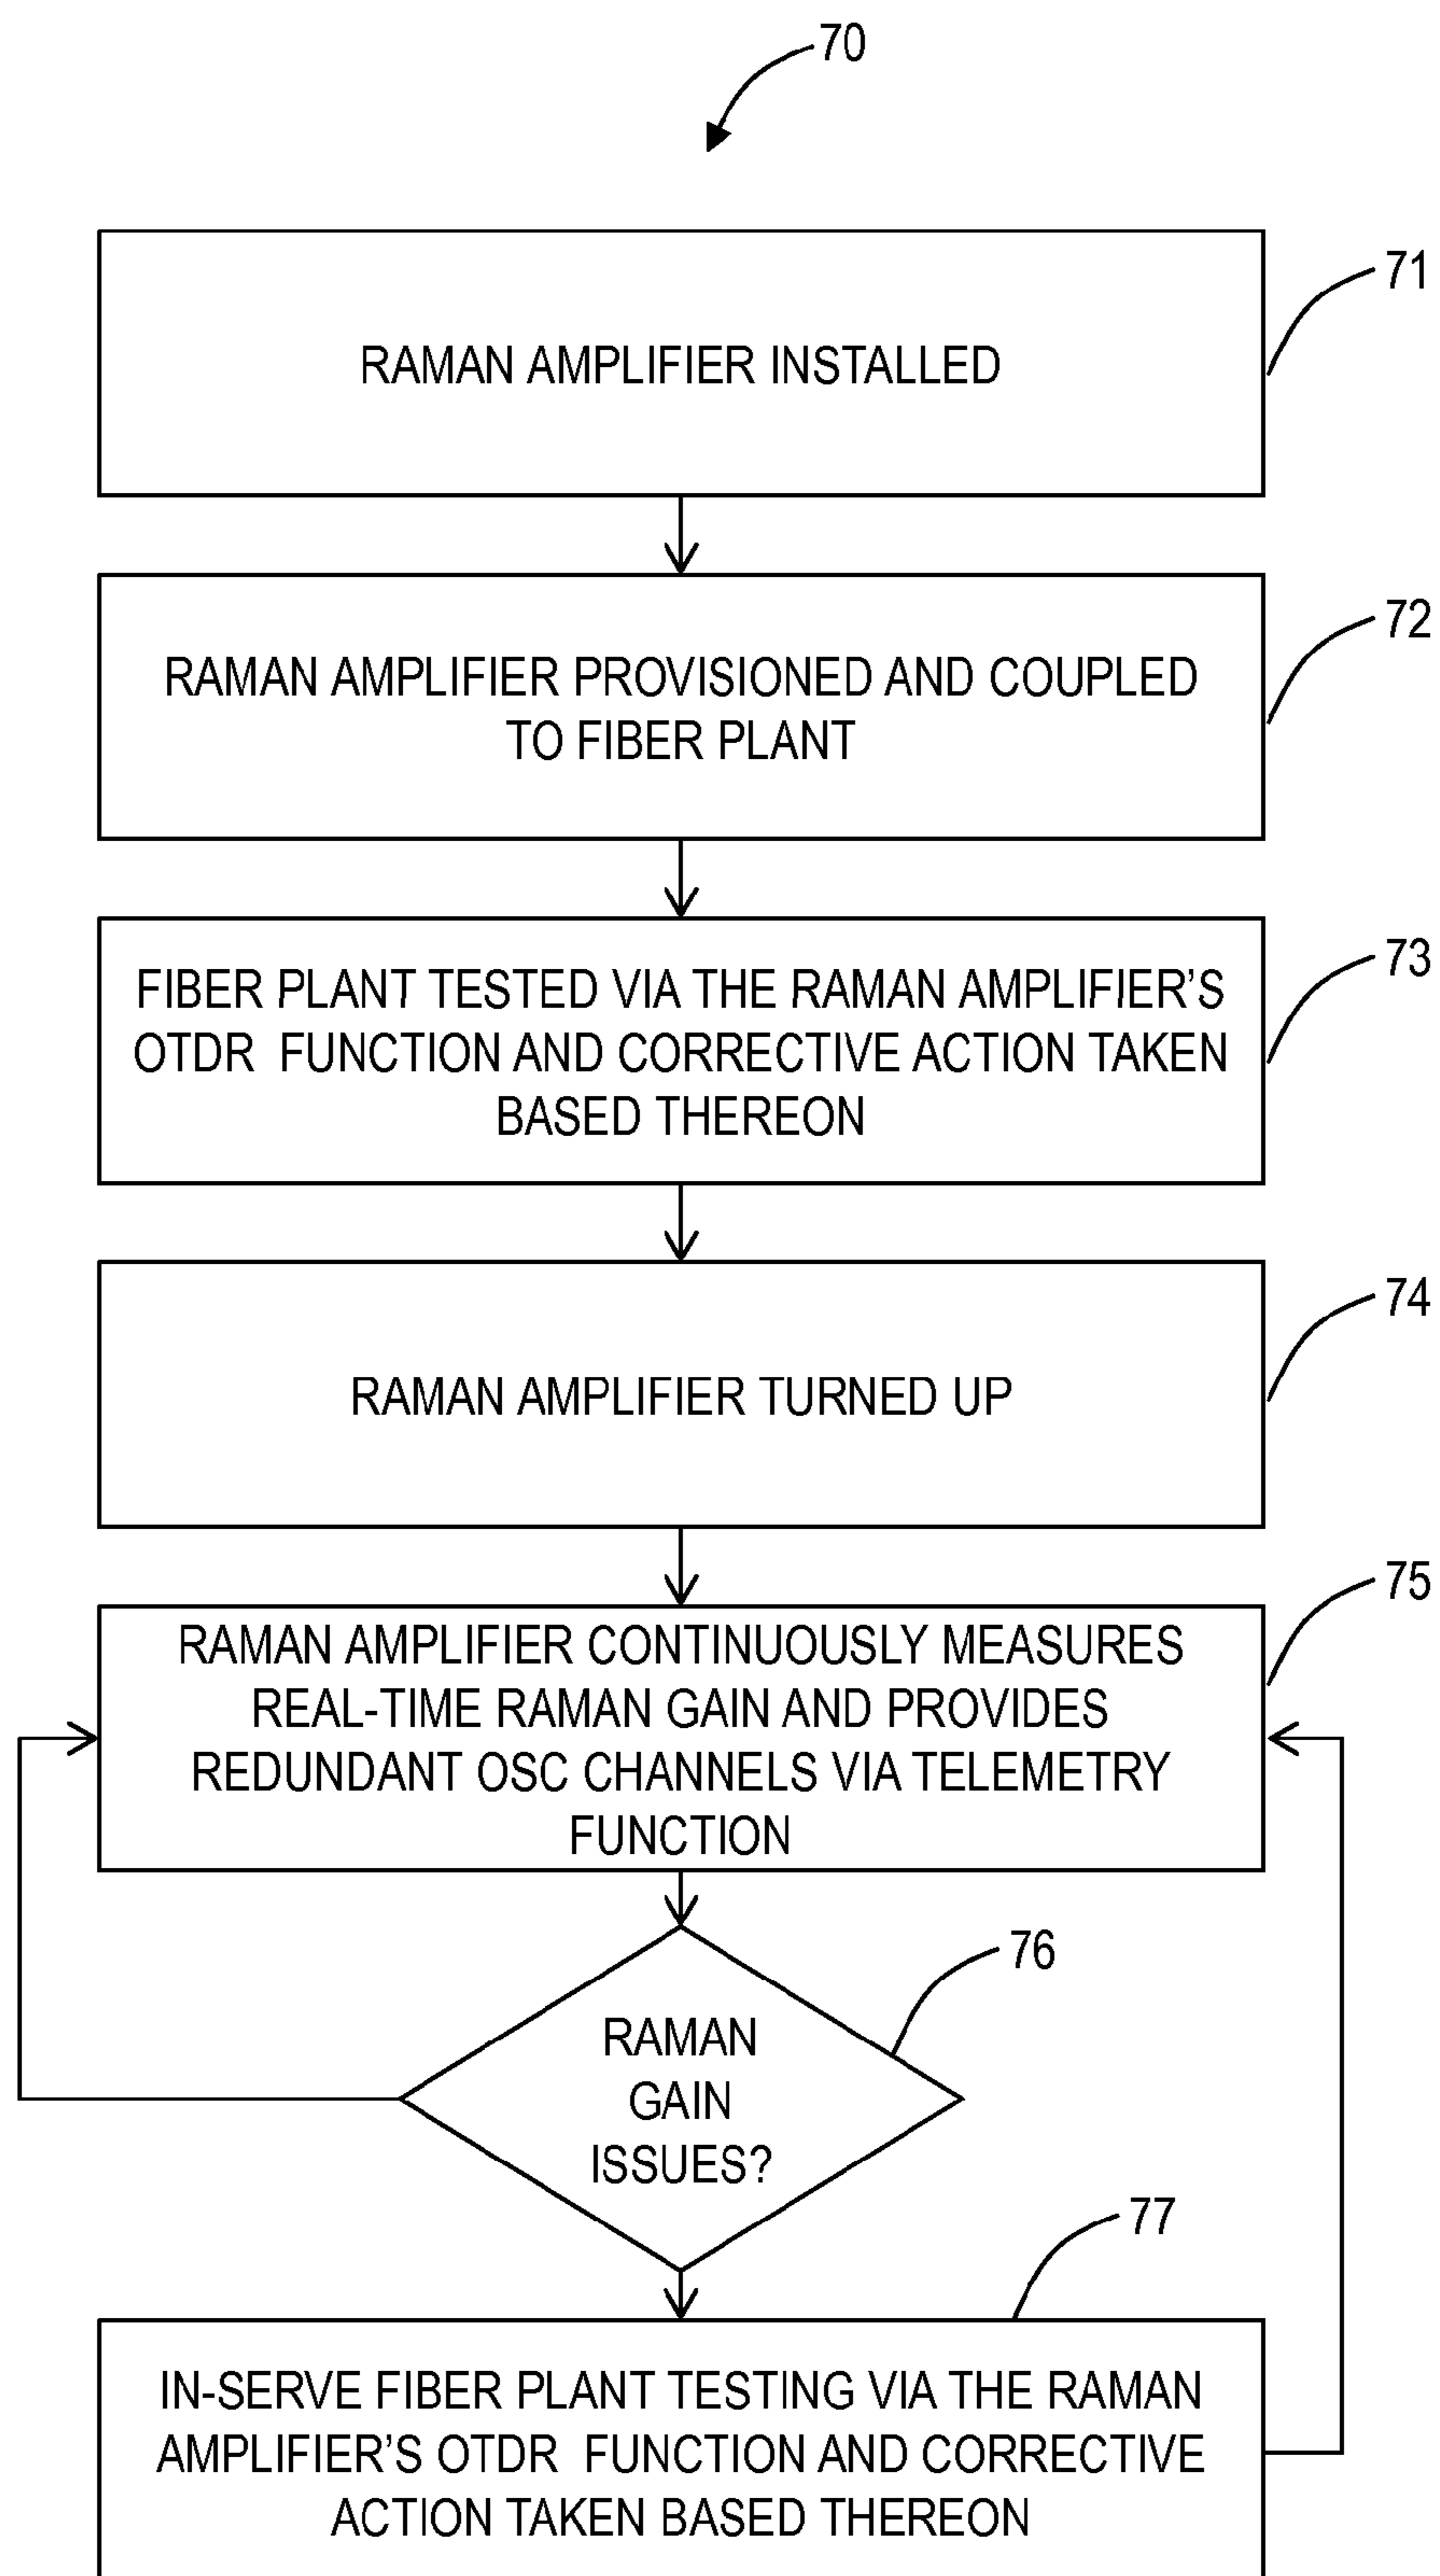 70
RAMAN AMPLIFIER INSTALLED
71
RAMAN AMPLIFIER PROVISIONED AND COUPLED
TO FIBER PLANT
72
FIBER PLANT TESTED VIA THE RAMAN AMPLIFIER'S
OTDR FUNCTION AND CORRECTIVE ACTION TAKEN
BASED THEREON
73
RAMAN AMPLIFIER TURNED UP
74
RAMAN AMPLIFIER CONTINUOUSLY MEASURES
REAL-TIME RAMAN GAIN AND PROVIDES
REDUNDANT OSC CHANNELS VIA TELEMETRY
FUNCTION
75
RAMAN
GAIN
ISSUES?
76
IN-SERVE FIBER PLANT TESTING VIA THE RAMAN
AMPLIFIER'S OTDR FUNCTION AND CORRECTIVE
ACTION TAKEN BASED THEREON
77